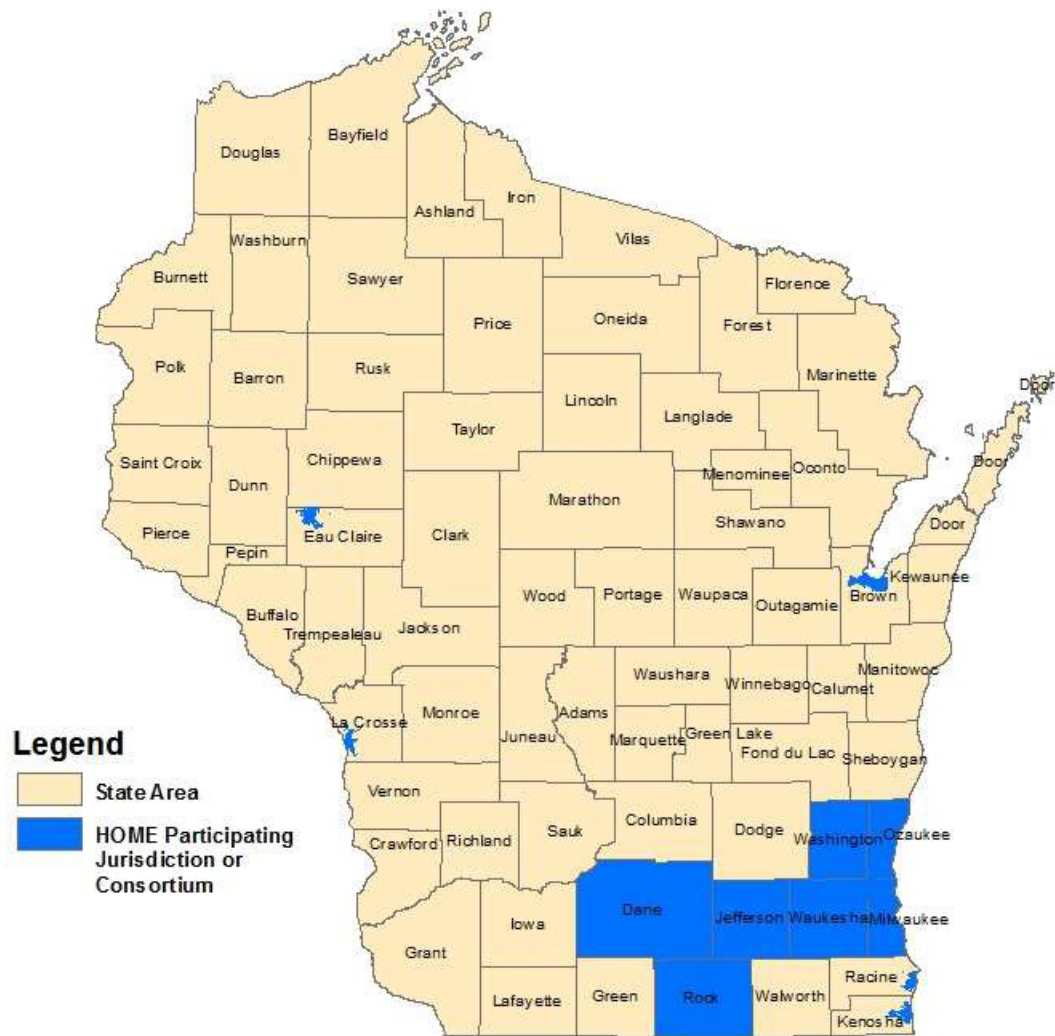 Bayfield
Douglas
Iron
Ashland
Washburn
Vilas
Burnett
Sawyer
Florence
Price
Oneida
Forest
Polk
Barron
Rusk
Marinette
Door
Lincoln
Langlade
Taylor
Saint Croix
Chippewa
Dunn
Menominee
Oconto
Door
Marathon
Shawano
Door
Pierce
Eau Claire
Clark
Pepin
Kewaunee
Wood
Portage
Waupaca
Outagamie
Brown
Buffalo
Trempealeau
Jackson
Waushara
Winnebago
Calumet
Manitowoc
La Crosse
Monroe
Juneau
Adams
Marquette
Green Lake
Fond du Lac
Sheboygan
Legend
State Area
HOME Participating
Jurisdiction or
Consortium
Vernon
Columbia
Dodge
Washington
Ozaukee
Crawford
Richland
Sauk
Dane
Jefferson
Waukesha
Milwaukee
Iowa
Grant
Racine
Lafayette
Green
Rock
Walworth
Kenosha